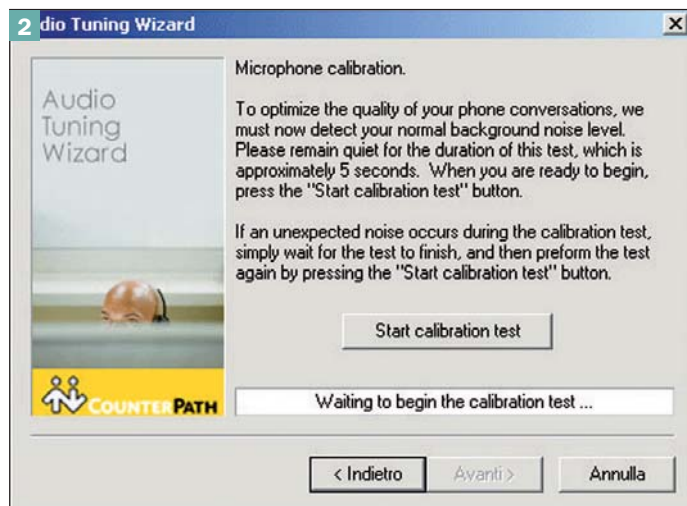 2
dio Tuning Wizard
Audio
Tuning
Wizard
COUNTERPATH
Microphone calibration.
To optimize the quality of your phone conversations, we
must now detect your normal background noise level.
Please remain quiet for the duration of this test, which is
approximately 5 seconds. When you are ready to begin,
press the "Start calibration test" button.
If an unexpected noise occurs during the calibration test,
simply wait for the test to finish, and then preform the test
again by pressing the "Start calibration test" button.
Start calibration test
Waiting to begin the calibration test ...
< Indietro
Avanti >
Annulla